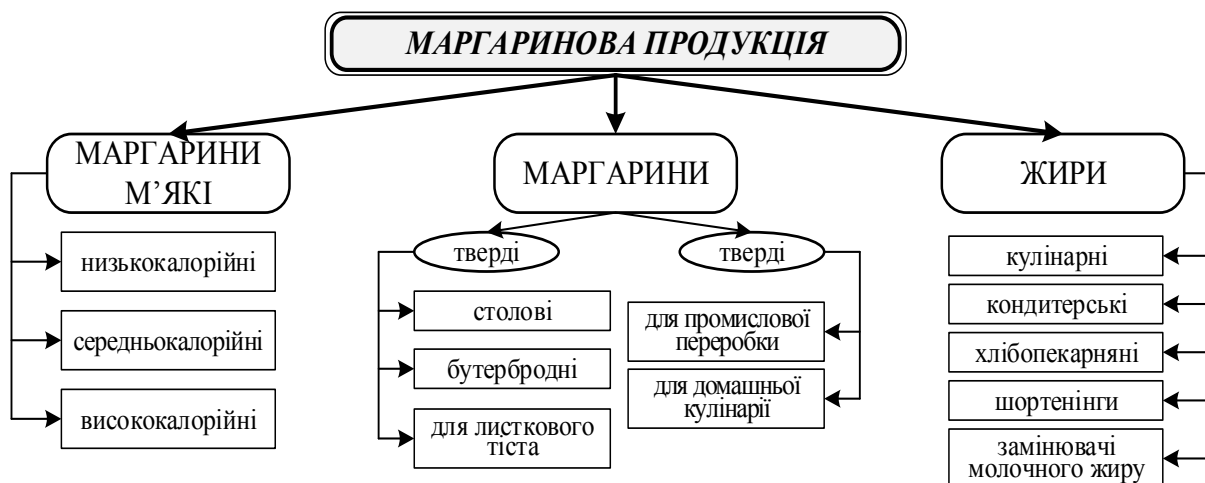 МАРГАРИНОВА ПРОДУКЦІЯ
МАРГАРИНИ
М’ЯКІ
низькокалорійні
середньокалорійні
висококалорійні
МАРГАРИНИ
тверді
столові
бутербродні
для листкового
тіста
тверді
для промислової
переробки
для домашньої
кулінарії
ЖИРИ
кулінарні
кондитерські
хлібопекарняні
шортенінги
замінювачі
молочного жиру